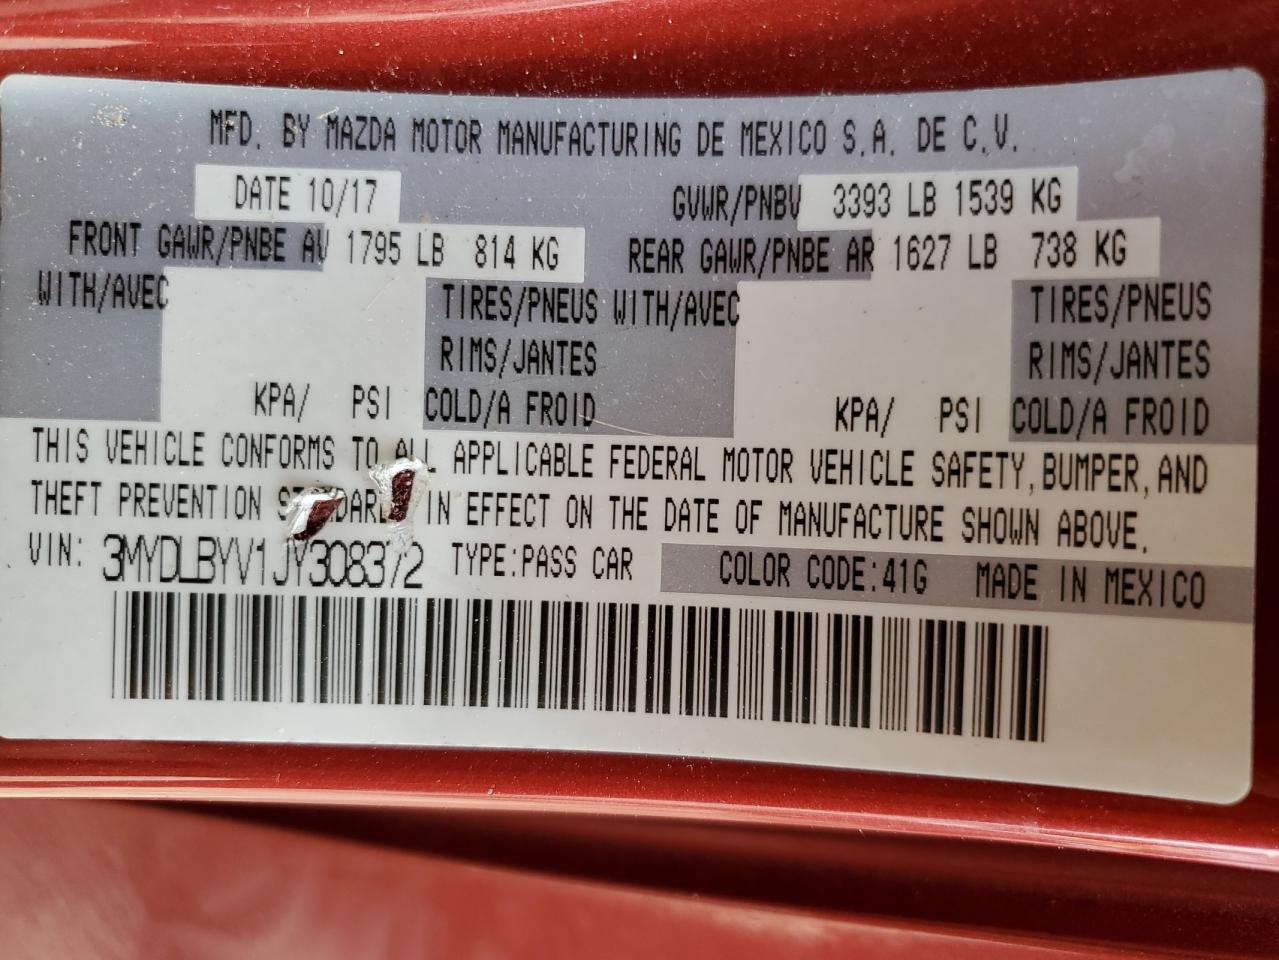 MFD. BY MAZDA MOTOR MANUFACTURING DE MEXICO S.A. DE C.V.
DATE 10/17 GVWR/PNBV 3393 LB 1539 KG
FRONT GAWR/PNBE AV 1795 LB 814 KG REAR GAWR/PNBE AR 1627 LB 738 KG
WITH/AVEC TIRES/PNEUS WITH/AVEC TIRES/PNEUS
RIMS/JANTES RIMS/JANTES
KPA/ PSI COLD/A FROID KPA/ PSI COLD/A FROID
THIS VEHICLE CONFORMS TO ALL APPLICABLE FEDERAL MOTOR VEHICLE SAFETY, BUMPER, AND
THEFT PREVENTION IN EFFECT ON THE DATE OF MANUFACTURE SHOWN ABOVE.
VIN: 3MYDLBYV1JY308372 TYPE:PASS CAR COLOR CODE:41G MADE IN MEXICO